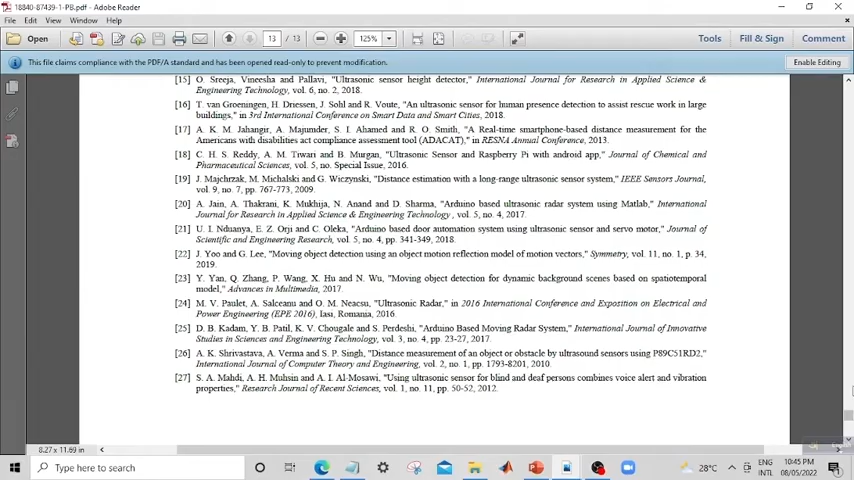 18840-87439-1-PB.pdf - Adobe Reader
File Edit View Window Help
Open 13 / 13 125% Tools Fill & Sign Comment
This file claims compliance with the PDF/A standard and has been opened read-only to prevent modification. Enable Editing
[15] O. Sreeja, Vineesha and Pallavi, "Ultrasonic sensor height detector," International Journal for Research in Applied Science &
Engineering Technology, vol. 6, no. 2, 2018.
[16] T. van Groeningen, H. Driessen, J. Sohl and R. Voute, "An ultrasonic sensor for human presence detection to assist rescue work in large
buildings," in 3rd International Conference on Smart Data and Smart Cities, 2018.
[17] A. K. M. Jahangir, A. Majumder, S. I. Ahamed and R. O. Smith, "A Real-time smartphone-based distance measurement for the
Americans with disabilities act compliance assessment tool (ADACAT)," in RESNA Annual Conference, 2013.
[18] C. H. S. Reddy, A. M. Tiwari and B. Murgan, "Ultrasonic Sensor and Raspberry Pi with android app," Journal of Chemical and
Pharmaceutical Sciences, vol. 5, no. Special Issue, 2016.
[19] J. Majchrzak, M. Michalski and G. Wiczynski, "Distance estimation with a long-range ultrasonic sensor system," IEEE Sensors Journal,
vol. 9, no. 7, pp. 767-773, 2009.
[20] A. Jain, A. Thakrani, K. Mukhija, N. Anand and D. Sharma, "Arduino based ultrasonic radar system using Matlab," International
Journal for Research in Applied Science & Engineering Technology , vol. 5, no. 4, 2017.
[21] U. I. Nduanya, E. Z. Orji and C. Oleka, "Arduino based door automation system using ultrasonic sensor and servo motor," Journal of
Scientific and Engineering Research, vol. 5, no. 4, pp. 341-349, 2018.
[22] J. Yoo and G. Lee, "Moving object detection using an object motion reflection model of motion vectors," Symmetry, vol. 11, no. 1, p. 34,
2019.
[23] Y. Yan, Q. Zhang, P. Wang, X. Hu and N. Wu, "Moving object detection for dynamic background scenes based on spatiotemporal
model," Advances in Multimedia, 2017.
[24] M. V. Paulet, A. Salceanu and O. M. Neacsu, "Ultrasonic Radar," in 2016 International Conference and Exposition on Electrical and
Power Engineering (EPE 2016), Iasi, Romania, 2016.
[25] D. B. Kadam, Y. B. Patil, K. V. Chougale and S. Perdeshi, "Arduino Based Moving Radar System," International Journal of Innovative
Studies in Sciences and Engineering Technology, vol. 3, no. 4, pp. 23-27, 2017.
[26] A. K. Shrivastava, A. Verma and S. P. Singh, "Distance measurement of an object or obstacle by ultrasound sensors using P89C51RD2,"
International Journal of Computer Theory and Engineering, vol. 2, no. 1, pp. 1793-8201, 2010.
[27] S. A. Mahdi, A. H. Muhsin and A. I. Al-Mosawi, "Using ultrasonic sensor for blind and deaf persons combines voice alert and vibration
properties," Research Journal of Recent Sciences, vol. 1, no. 11, pp. 50-52, 2012.
8.27 x 11.69 in
Type here to search 28°C ENG 10:45 PM
INTL 08/05/2022